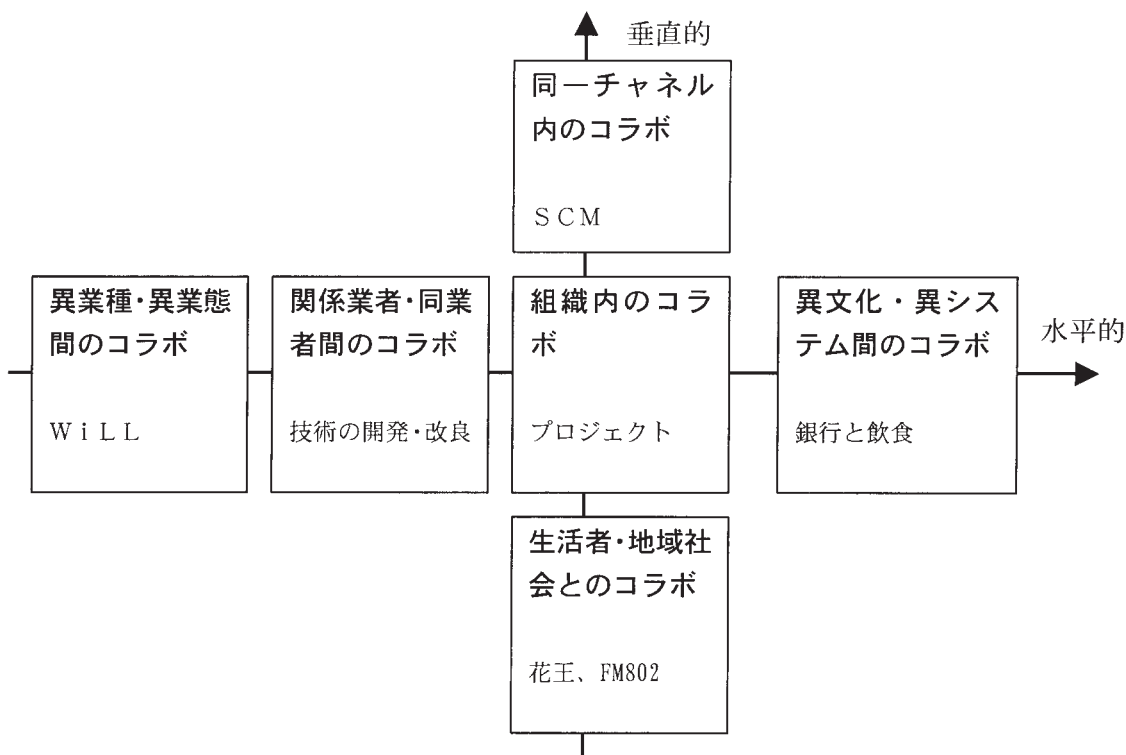 垂直的
同一チャネル
内のコラボ
ＳＣＭ
異業種・異業態
間のコラボ
ＷｉＬＬ
関係業者・同業
者間のコラボ
技術の開発・改良
組織内のコラ
ボ
プロジェクト
異文化・異シス
テム間のコラボ
銀行と飲食
水平的
生活者・地域社
会とのコラボ
花王、FM802